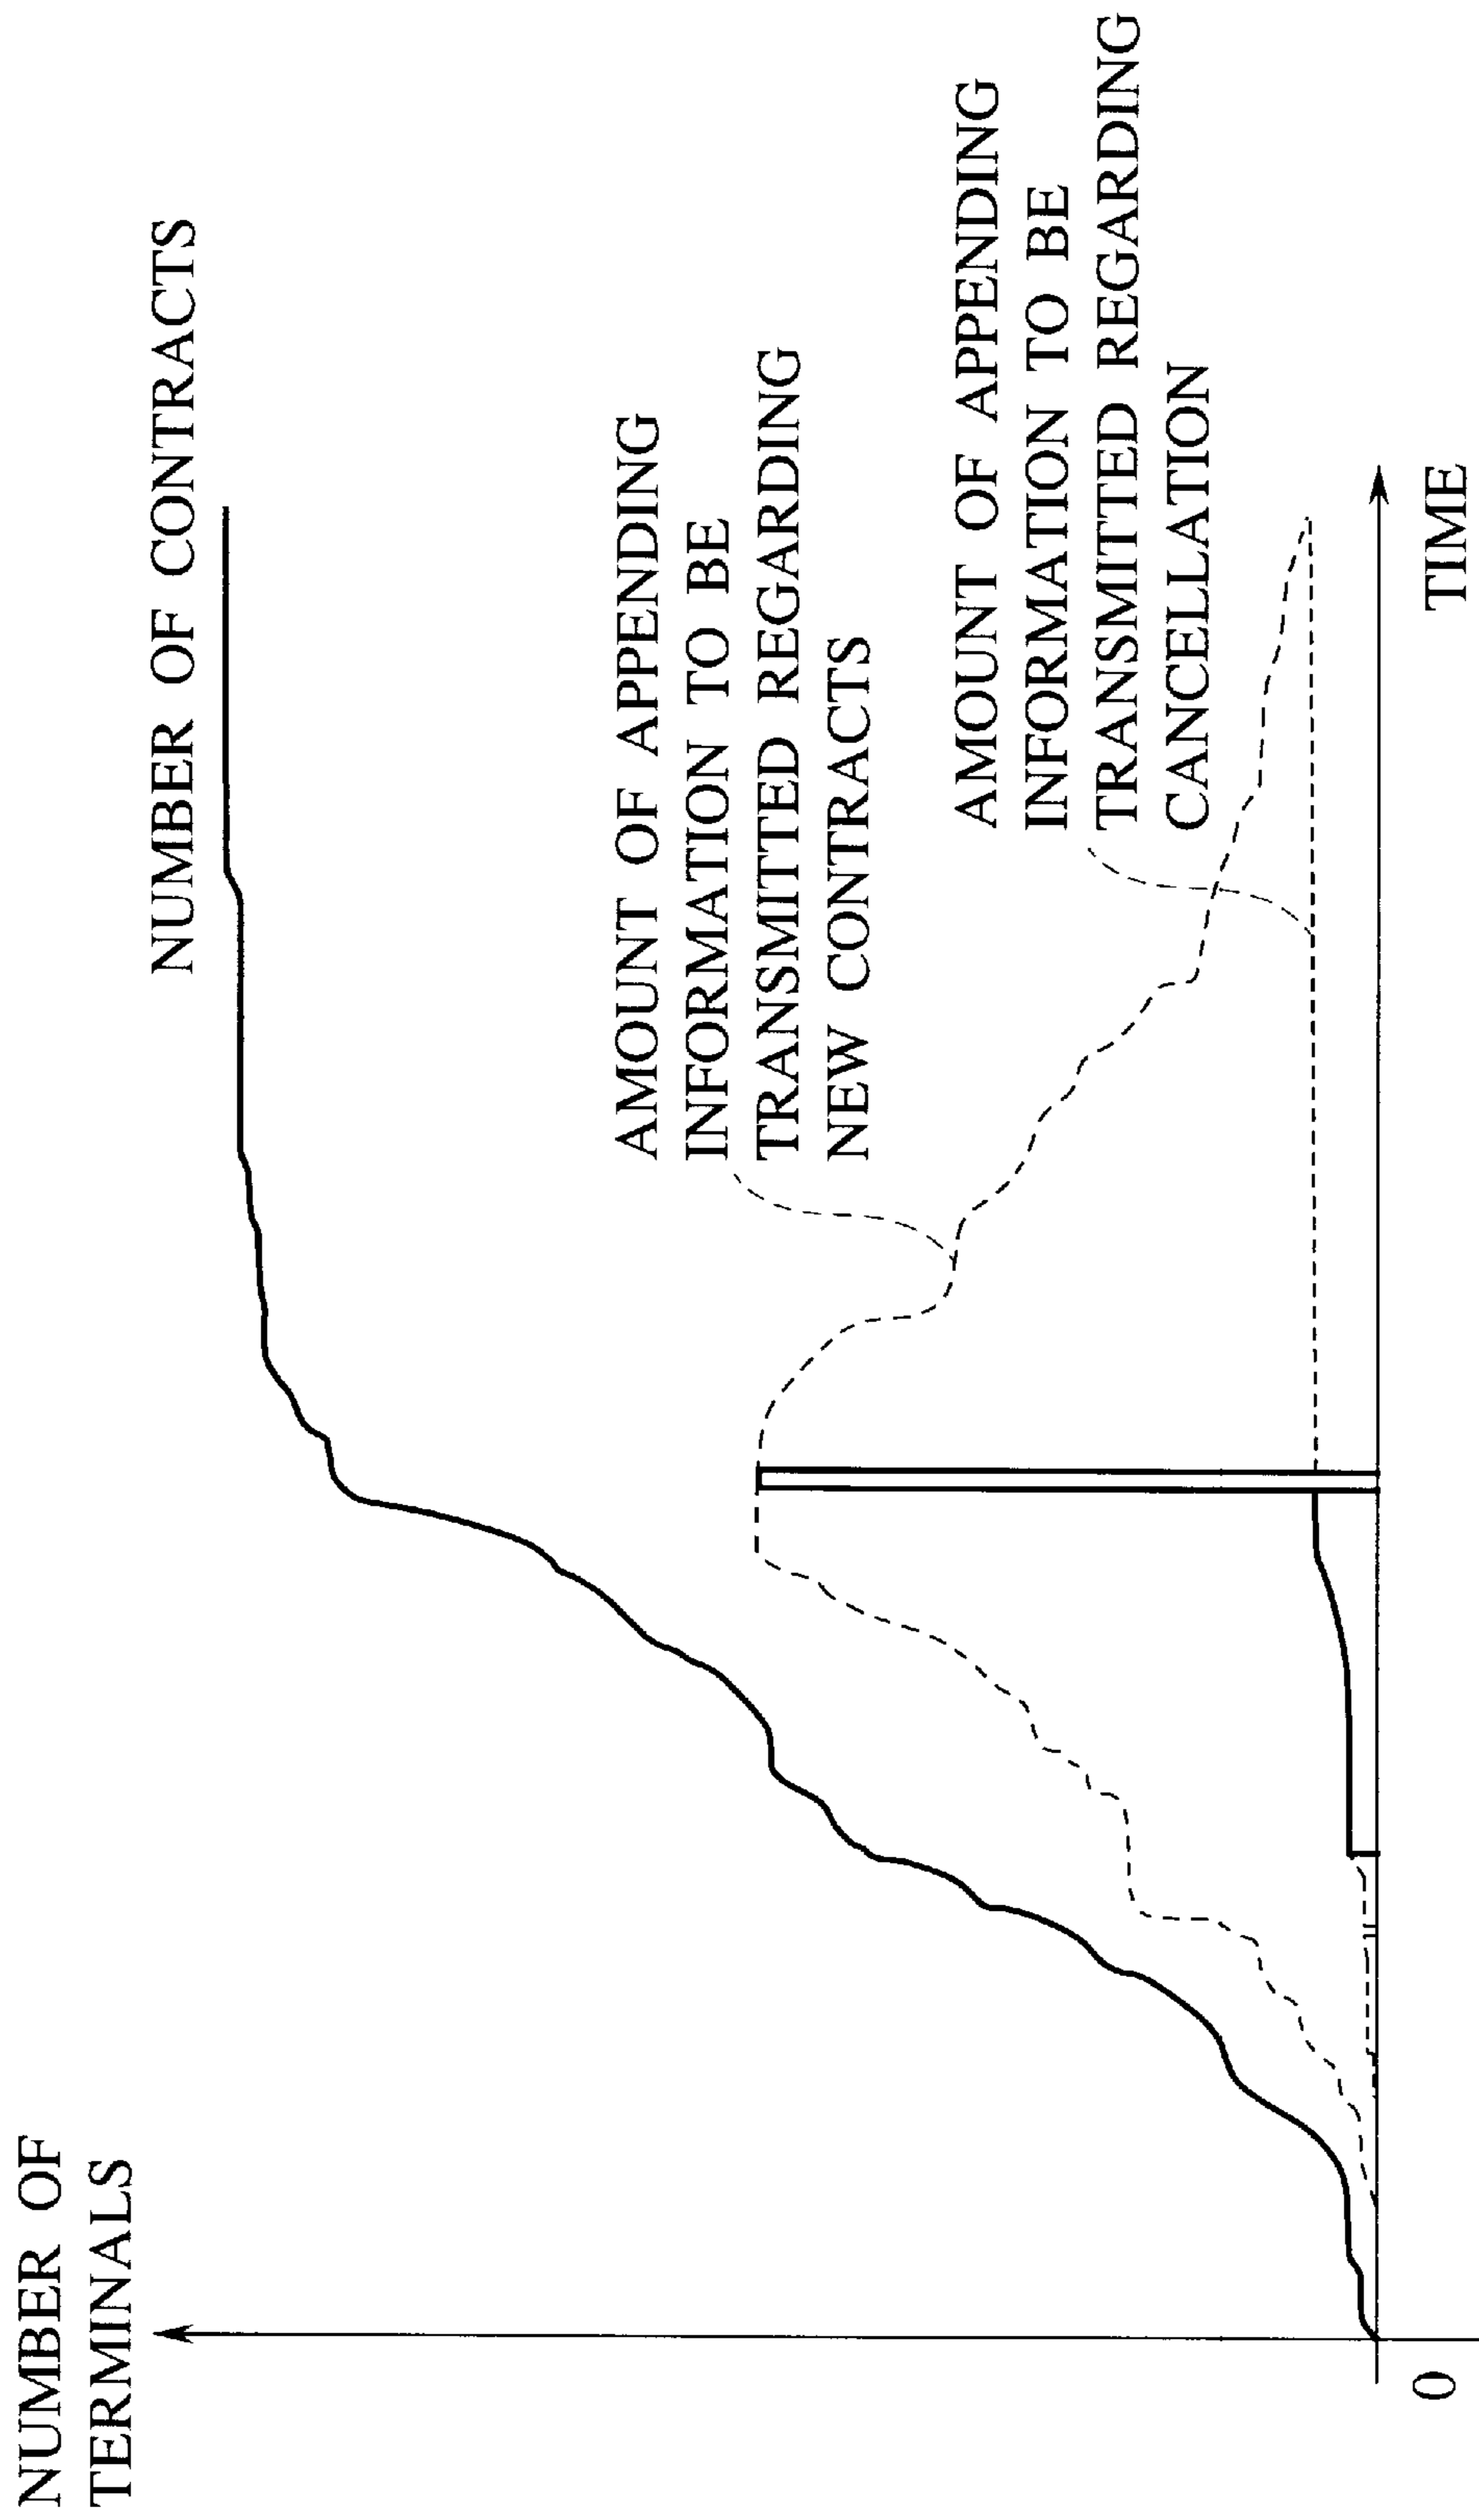 NUMBER OF
TERMINALS
NUMBER OF CONTRACTS
AMOUNT OF APPENDING
INFORMATION TO BE
TRANSMITTED REGARDING
NEW CONTRACTS
AMOUNT OF APPENDING
INFORMATION TO BE
TRANSMITTED REGARDING
CANCELLATION
0
TIME